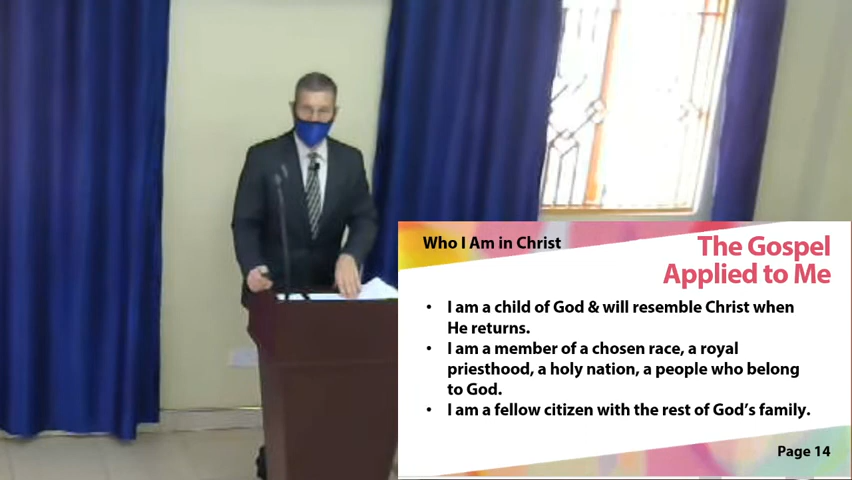 Who I Am in Christ
The Gospel
Applied to Me
• I am a child of God & will resemble Christ when
He returns.
• I am a member of a chosen race, a royal
priesthood, a holy nation, a people who belong
to God.
• I am a fellow citizen with the rest of God's family.
Page 14